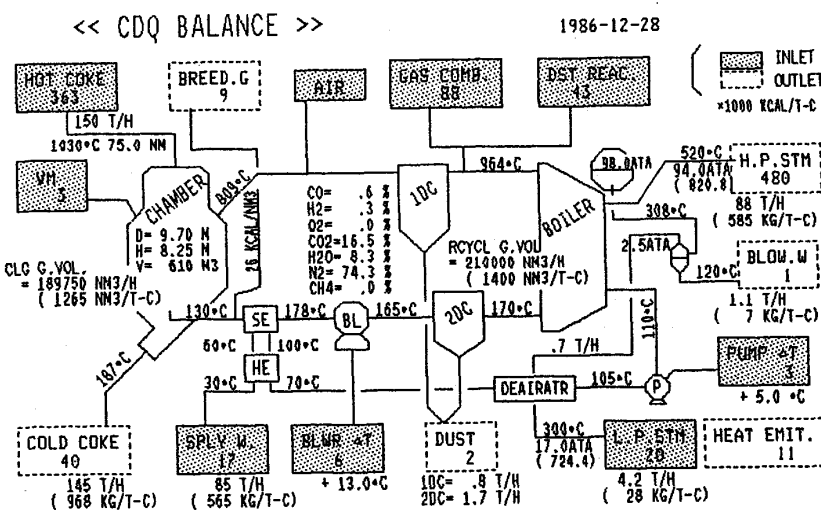 << CDQ BALANCE >>
1986-12-28
INLET
OUTLET
*1000 KCAL/T-C
HOT COKE
363
BREED.G
9
AIR
GAS COMB.
88
DST REAC.
43
150 T/H
1030°C 75.0 NM
VM
3
CHAMBER
D= 9.70 M
H= 8.25 M
V= 610 M3
809°C
26 KCAL/NM3
CO= .6 %
H2= .3 %
O2= .0 %
CO2=16.5 %
H2O= 8.3 %
N2= 74.3 %
CH4= .0 %
1DC
964°C
BOILER
98.0ATA
520°C
94.0ATA
( 820.8)
H.P.STM
480
88 T/H
( 585 KG/T-C)
308°C
2.5ATA
120°C
BLOW.W
1
1.1 T/H
( 7 KG/T-C)
CLG G.VOL.
= 189750 NM3/H
( 1265 NM3/T-C)
RCYCL G.VOL
= 210000 NM3/H
( 1400 NM3/T-C)
130°C
SE
178°C
BL
165°C
2DC
170°C
110°C
187°C
60°C
100°C
HE
30°C
70°C
.7 T/H
DEAIRATR
105°C
P
PUMP ΔT
3
+ 5.0 °C
COLD COKE
40
145 T/H
( 968 KG/T-C)
SPLY W.
17
85 T/H
( 565 KG/T-C)
BLWR ΔT
6
+ 13.0°C
DUST
2
1DC= .8 T/H
2DC= 1.7 T/H
300°C
17.0ATA
( 724.4)
L.P.STM
20
4.2 T/H
( 28 KG/T-C)
HEAT EMIT.
11